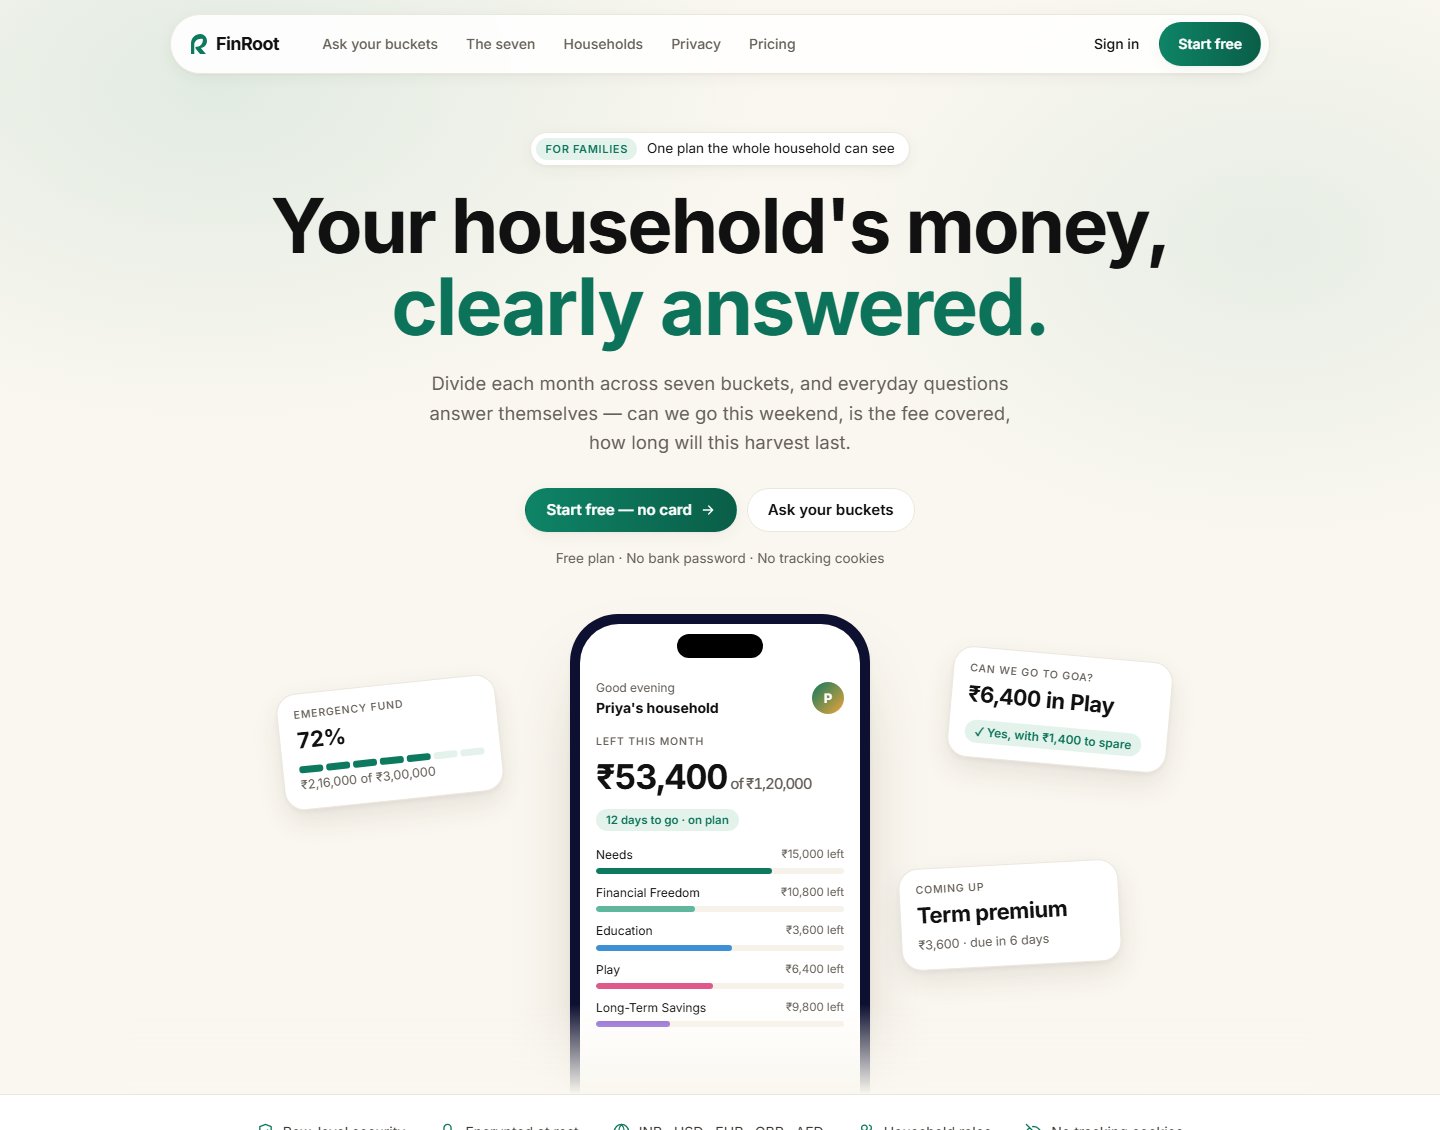 FinRoot
Ask your buckets
The seven
Households
Privacy
Pricing
Sign in
Start free
FOR FAMILIES One plan the whole household can see
Your household's money,
clearly answered.
Divide each month across seven buckets, and everyday questions
answer themselves — can we go this weekend, is the fee covered,
how long will this harvest last.
Start free — no card →
Ask your buckets
Free plan · No bank password · No tracking cookies
EMERGENCY FUND
72%
₹2,16,000 of ₹3,00,000
Good evening
Priya's household
P
LEFT THIS MONTH
₹53,400 of ₹1,20,000
12 days to go · on plan
Needs ₹15,000 left
Financial Freedom ₹10,800 left
Education ₹3,600 left
Play ₹6,400 left
Long-Term Savings ₹9,800 left
CAN WE GO TO GOA?
₹6,400 in Play
✓ Yes, with ₹1,400 to spare
COMING UP
Term premium
₹3,600 · due in 6 days